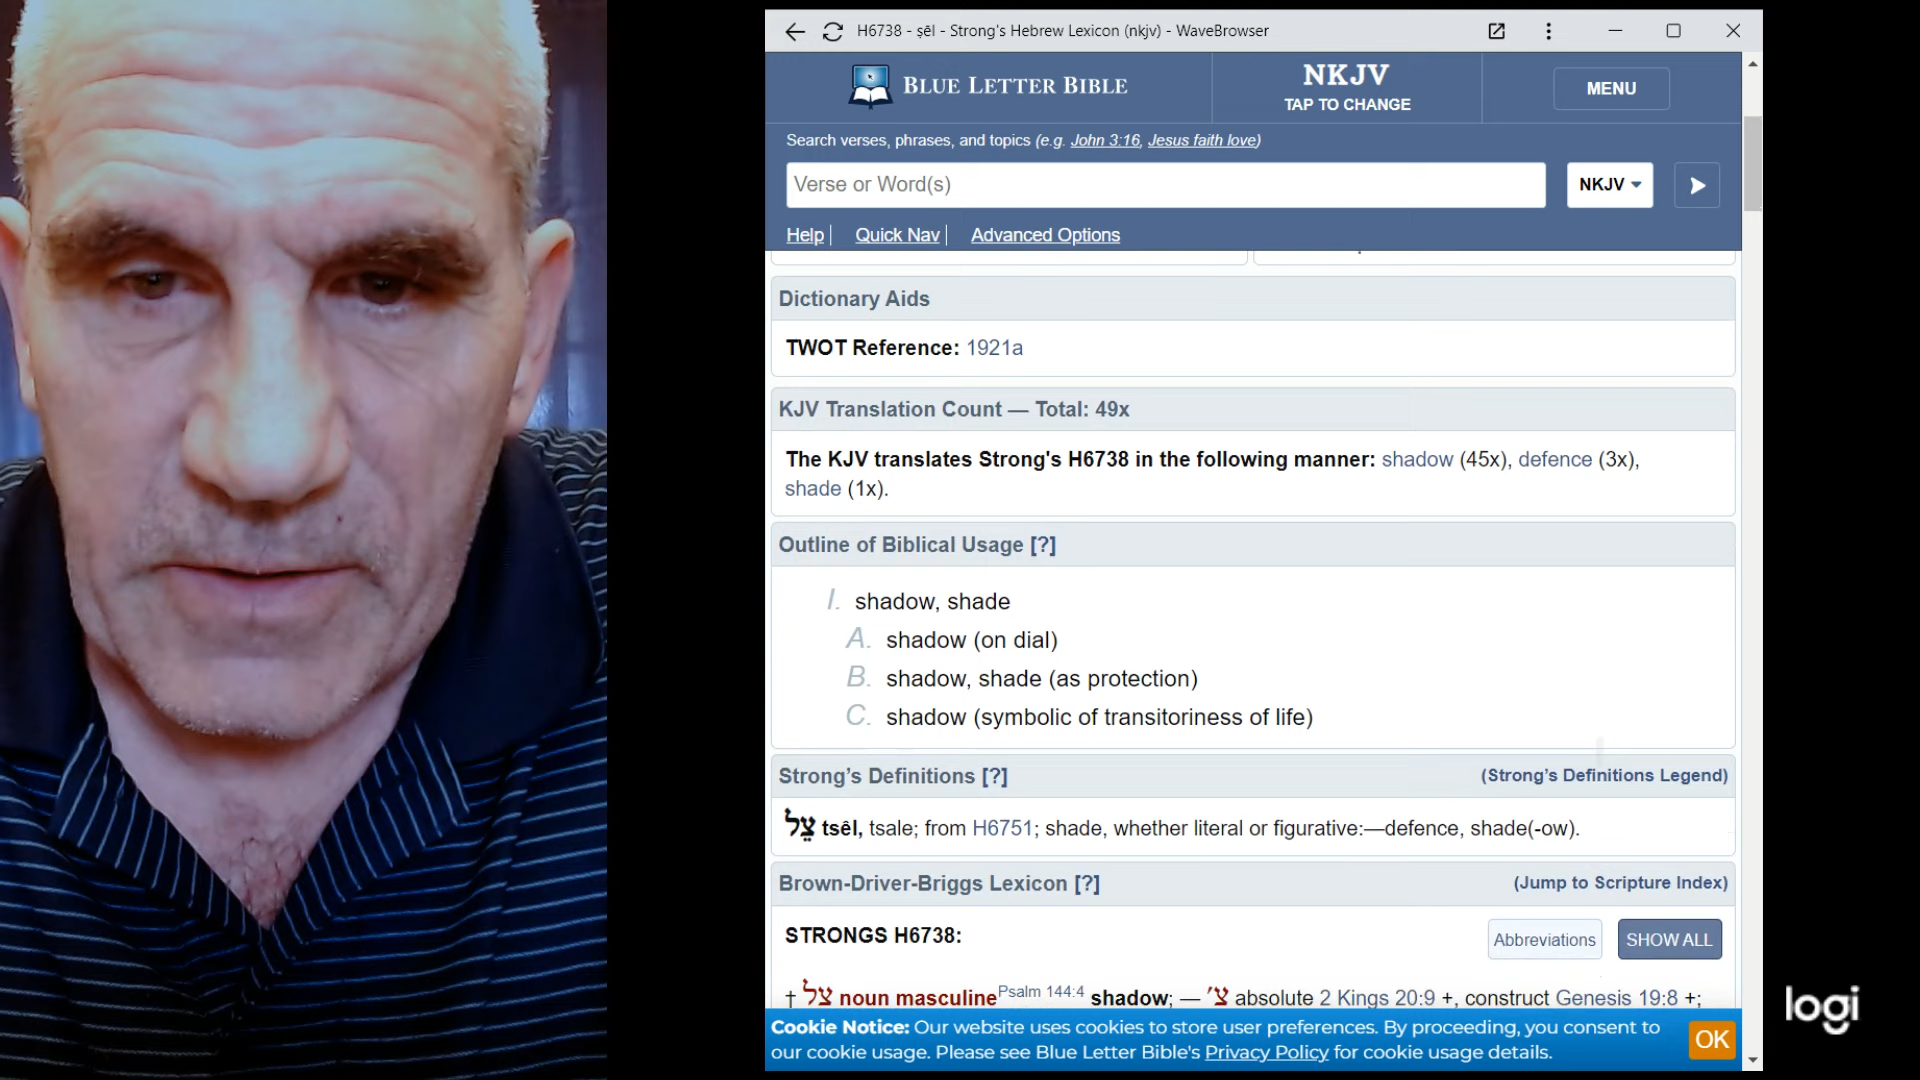 H6738 - ṣēl - Strong's Hebrew Lexicon (nkjv) - WaveBrowser
BLUE LETTER BIBLE
NKJV
TAP TO CHANGE
MENU
Search verses, phrases, and topics (e.g. John 3:16, Jesus faith love)
Verse or Word(s)
NKJV
Help | Quick Nav | Advanced Options
Dictionary Aids
TWOT Reference: 1921a
KJV Translation Count — Total: 49x
The KJV translates Strong's H6738 in the following manner: shadow (45x), defence (3x),
shade (1x).
Outline of Biblical Usage [?]
I. shadow, shade
A. shadow (on dial)
B. shadow, shade (as protection)
C. shadow (symbolic of transitoriness of life)
Strong’s Definitions [?] (Strong’s Definitions Legend)
צֵל tsêl, tsale; from H6751; shade, whether literal or figurative:—defence, shade(-ow).
Brown-Driver-Briggs Lexicon [?] (Jump to Scripture Index)
STRONGS H6738: Abbreviations SHOW ALL
† צֵל noun masculine Psalm 144:4 shadow; — צ׳ absolute 2 Kings 20:9 +, construct Genesis 19:8 +;
Cookie Notice: Our website uses cookies to store user preferences. By proceeding, you consent to
our cookie usage. Please see Blue Letter Bible's Privacy Policy for cookie usage details.
OK
logi